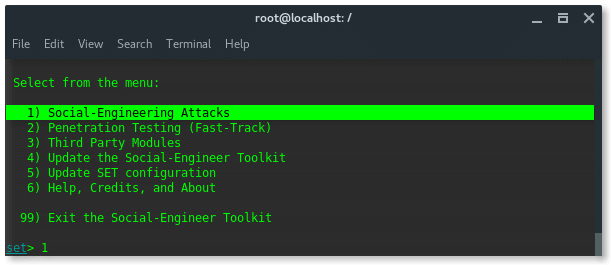 root@localhost: /
File Edit View Search Terminal Help
Select from the menu:
1) Social-Engineering Attacks
2) Penetration Testing (Fast-Track)
3) Third Party Modules
4) Update the Social-Engineer Toolkit
5) Update SET configuration
6) Help, Credits, and About
99) Exit the Social-Engineer Toolkit
set> 1